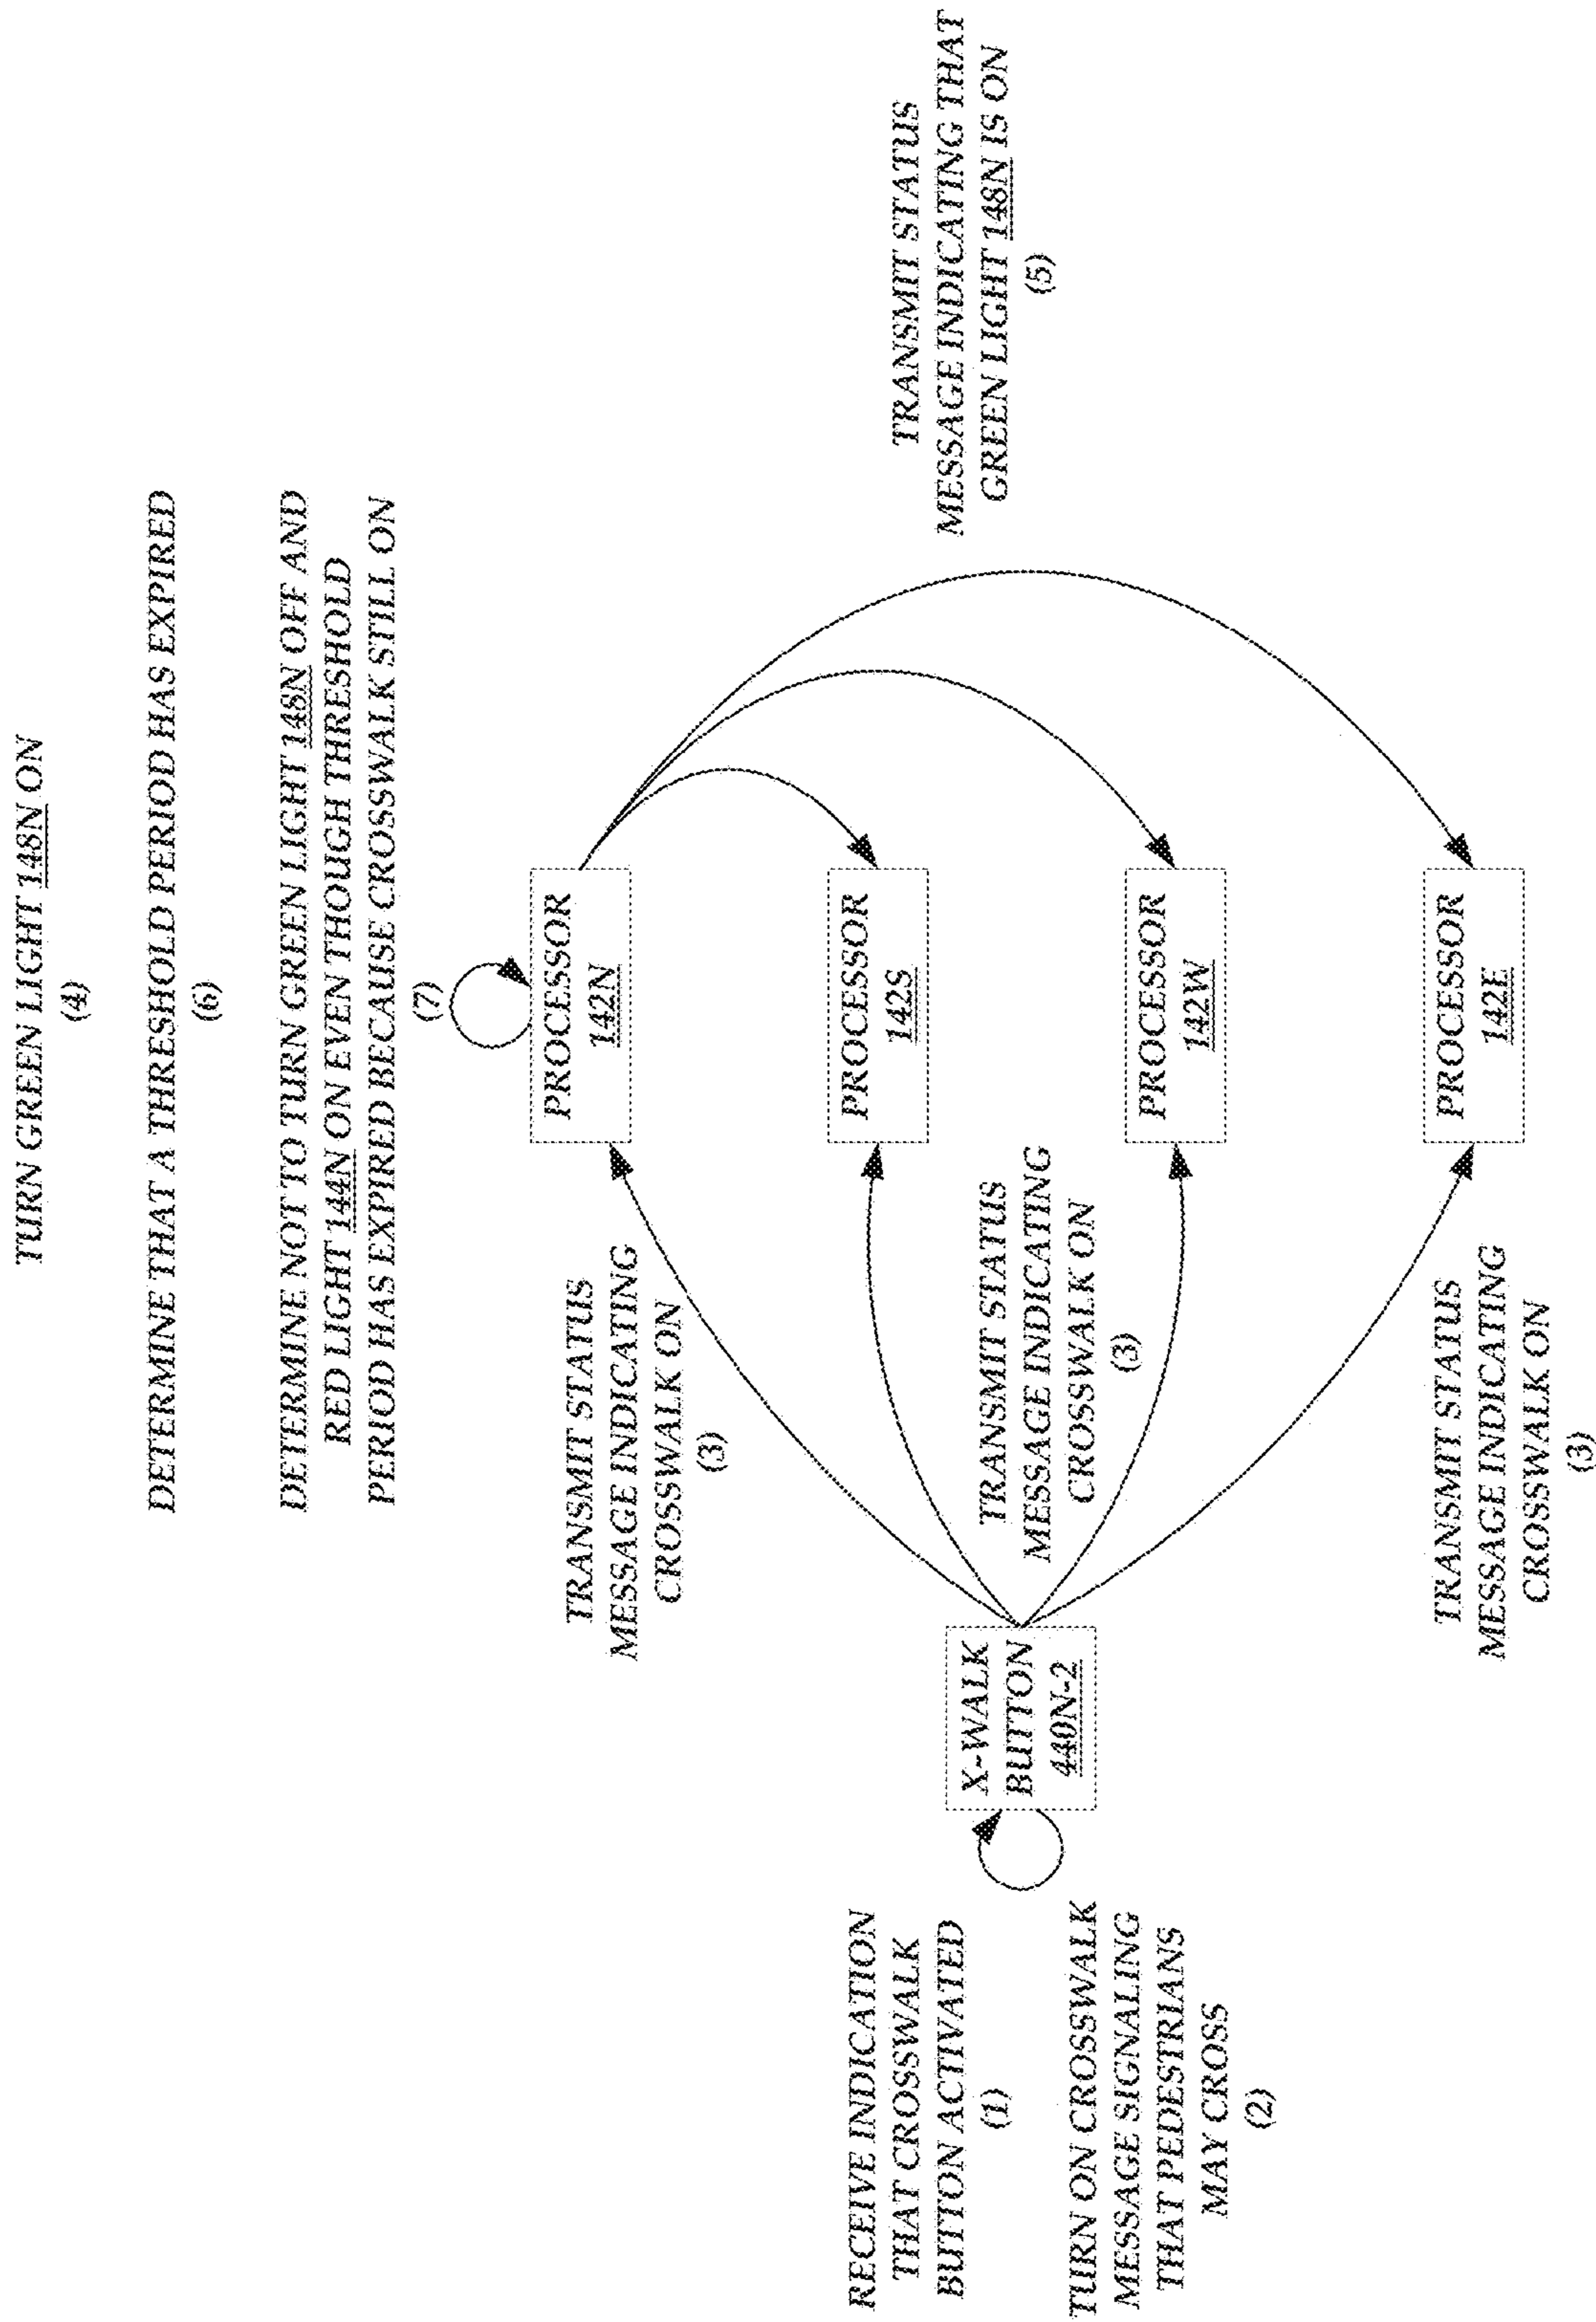 TURN GREEN LIGHT 148N ON
(4)
DETERMINE THAT A THRESHOLD PERIOD HAS EXPIRED
(6)
DETERMINE NOT TO TURN GREEN LIGHT 148N OFF AND
RED LIGHT 144N ON EVEN THOUGH THRESHOLD
PERIOD HAS EXPIRED BECAUSE CROSSWALK STILL ON
(7)
TRANSMIT STATUS
MESSAGE INDICATING
CROSSWALK ON
(3)
PROCESSOR
142N
PROCESSOR
142S
RECEIVE INDICATION
THAT CROSSWALK
BUTTON ACTIVATED
(1)
TURN ON CROSSWALK
MESSAGE SIGNALING
THAT PEDESTRIANS
MAY CROSS
(2)
X-WALK
BUTTON
440N-2
TRANSMIT STATUS
MESSAGE INDICATING
CROSSWALK ON
(3)
TRANSMIT STATUS
MESSAGE INDICATING THAT
GREEN LIGHT 148N IS ON
(5)
PROCESSOR
142W
TRANSMIT STATUS
MESSAGE INDICATING
CROSSWALK ON
(3)
PROCESSOR
142E